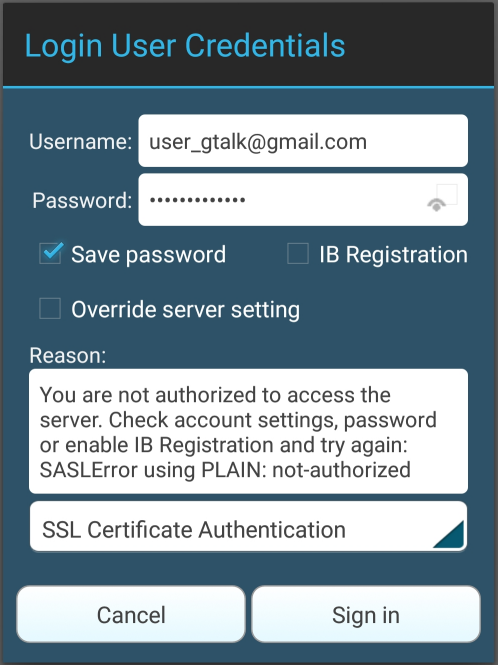 Login User Credentials
Username: user_gtalk@gmail.com
Password: •••••••••••••
Save password IB Registration
Override server setting
Reason:
You are not authorized to access the
server. Check account settings, password
or enable IB Registration and try again:
SASLError using PLAIN: not-authorized
SSL Certificate Authentication
Cancel Sign in